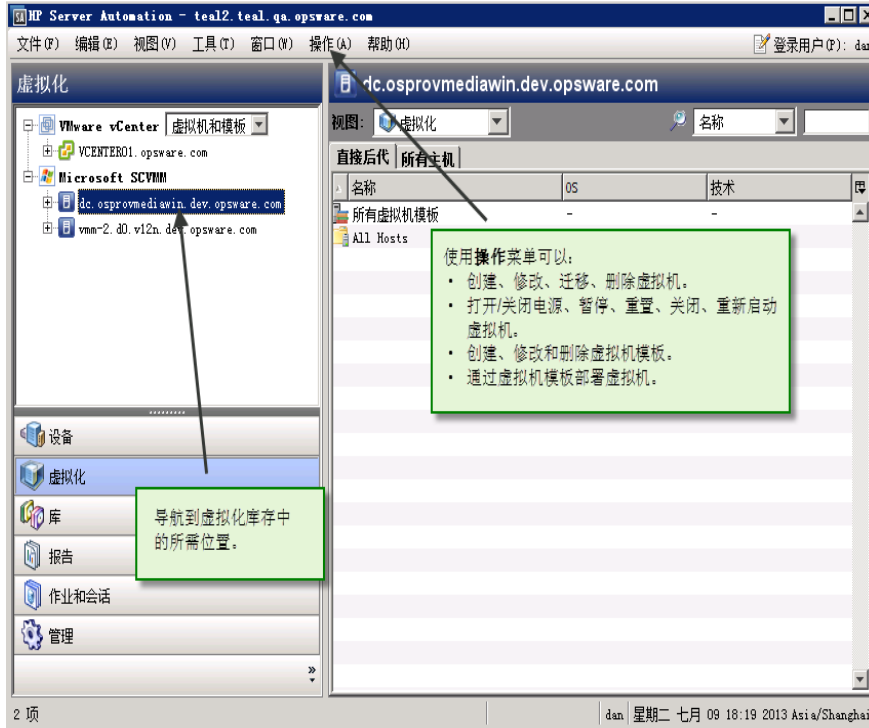 HP Server Automation - teal2.teal.qa.opsware.com
文件(F) 编辑(E) 视图(V) 工具(T) 窗口(W) 操作(A) 帮助(H) 登录用户(P): dan
虚拟化
VMware vCenter 虚拟机和模板
VCENTER01.opsware.com
Microsoft SCVMM
dc.osprovmediawin.dev.opsware.com
vmm-2.d0.v12n.dev.opsware.com
设备
虚拟化
库
报告
作业和会话
管理
导航到虚拟化库存中
的所需位置。
dc.osprovmediawin.dev.opsware.com
视图: 虚拟化 名称
直接后代 所有主机
名称 OS 技术
所有虚拟机模板 - -
All Hosts
使用操作菜单可以:
• 创建、修改、迁移、删除虚拟机。
• 打开/关闭电源、暂停、重置、关闭、重新启动
虚拟机。
• 创建、修改和删除虚拟机模板。
• 通过虚拟机模板部署虚拟机。
2 项 dan 星期二 七月 09 18:19 2013 Asia/Shanghai